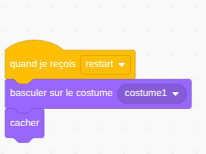 quand je reçois restart
basculer sur le costume costume1
cacher